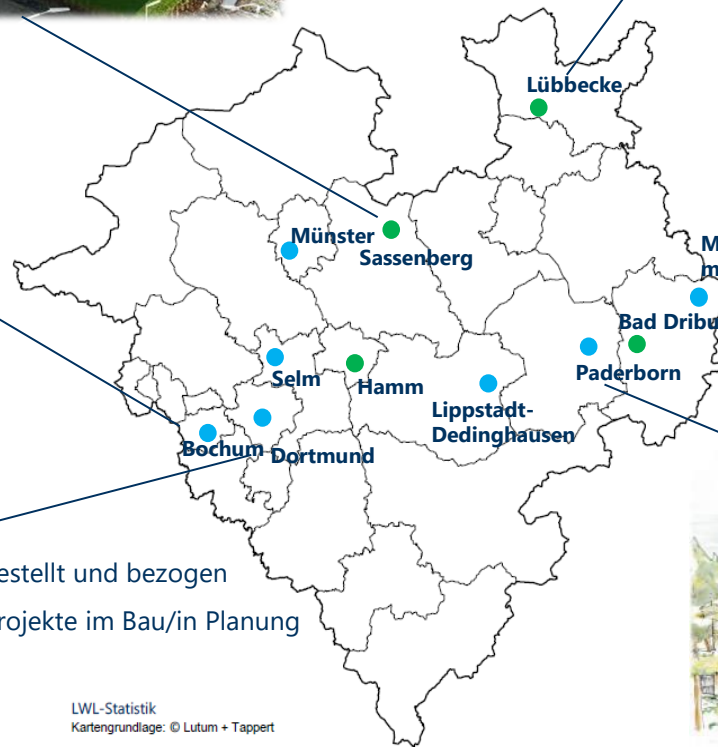 Lübbecke
Münster
Sassenberg
M
m
Bad Dribu
Paderborn
Selm
Hamm
Lippstadt-
Dedinghausen
Bochum
Dortmund
estellt und bezogen
rojekte im Bau/in Planung
LWL-Statistik
Kartengrundlage: © Lutum + Tappert